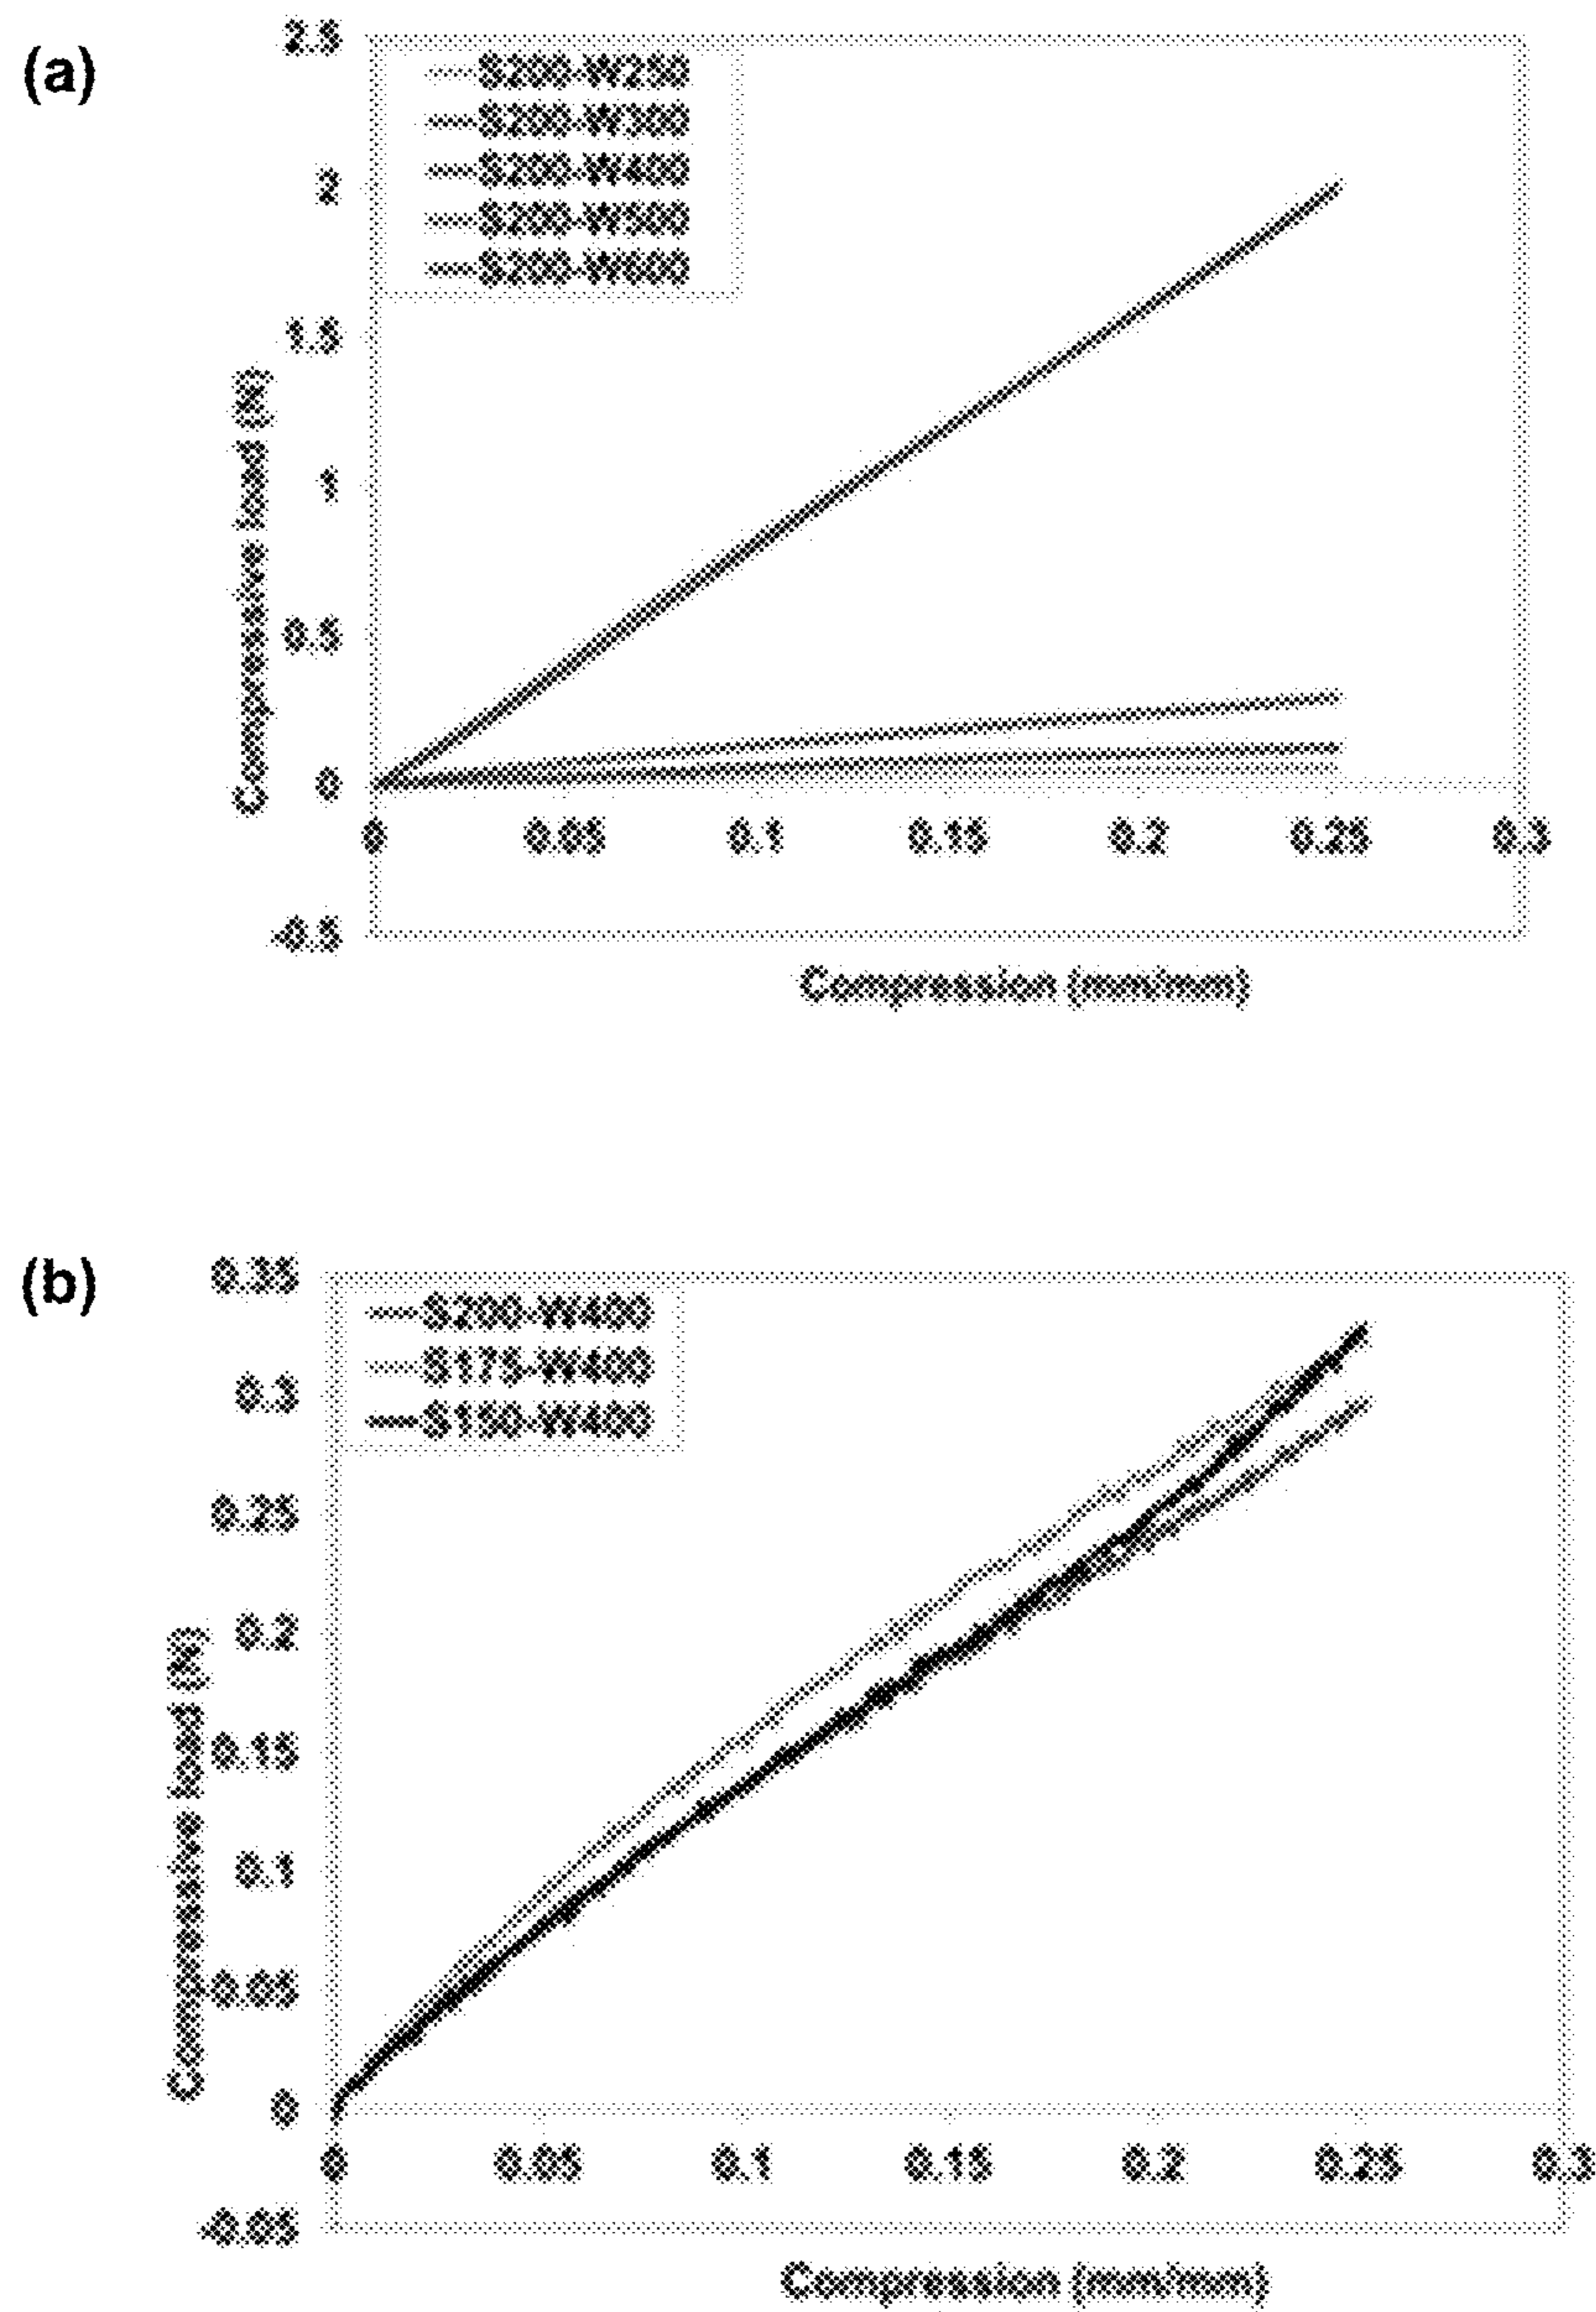 (a)
2.5
2
1.5
1
0.5
0
-0.5
S200-W250
S200-W300
S200-W400
S200-W500
S200-W600
Compressive load (N)
0 0.05 0.1 0.15 0.2 0.25 0.3
Compression (mm/mm)
(b)
0.35
0.3
0.25
0.2
0.15
0.1
0.05
0
-0.05
S200-W400
S175-W400
S150-W400
Compressive load (N)
0 0.05 0.1 0.15 0.2 0.25 0.3
Compression (mm/mm)